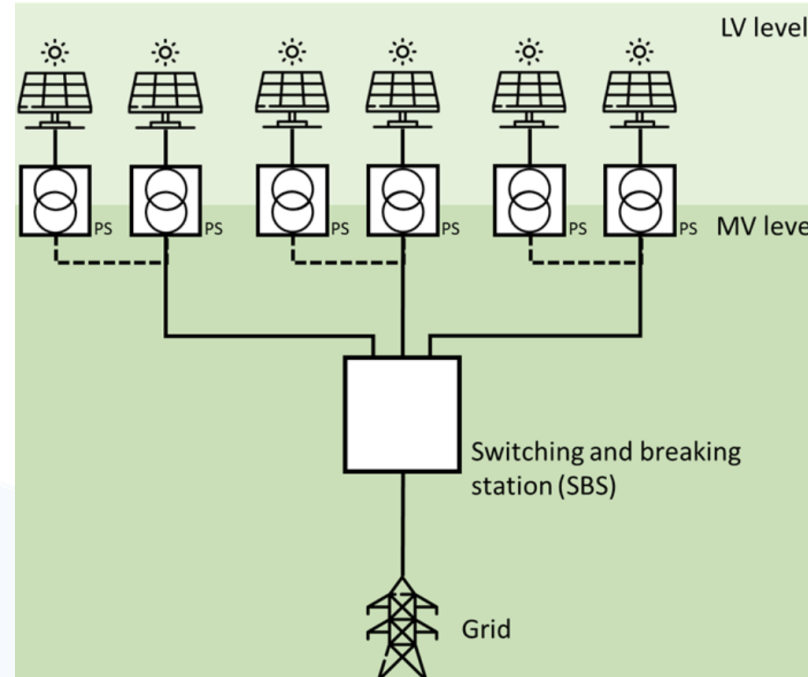 LV level
PS PS PS PS PS PS
MV leve
Switching and breaking
station (SBS)
Grid